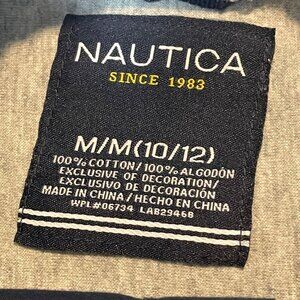 NAUTICA
SINCE 1983
M/M(10/12)
100% COTTON/100% ALGODÓN
EXCLUSIVE OF DECORATION/
EXCLUSIVO DE DECORACIÓN
MADE IN CHINA/HECHO EN CHINA
WPL#06734 LAB29468